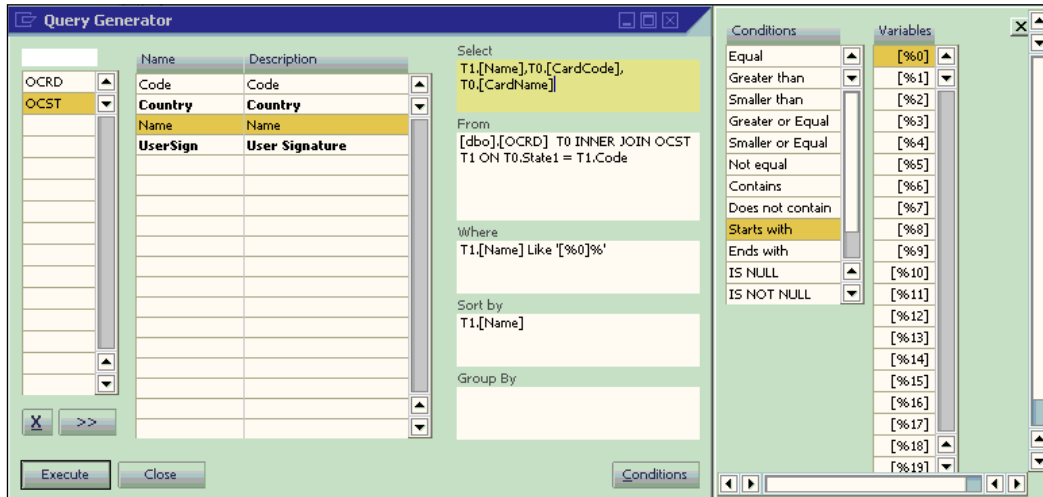 Query Generator
OCRD
OCST
Name Description
Code Code
Country Country
Name Name
UserSign User Signature
Select
T1.[Name],T0.[CardCode],
T0.[CardName]
From
[dbo].[OCRD] T0 INNER JOIN OCST
T1 ON T0.State1 = T1.Code
Where
T1.[Name] Like '[%0]%'
Sort by
T1.[Name]
Group By
X >>
Execute Close Conditions
Conditions
Equal
Greater than
Smaller than
Greater or Equal
Smaller or Equal
Not equal
Contains
Does not contain
Starts with
Ends with
IS NULL
IS NOT NULL
Variables
[%0]
[%1]
[%2]
[%3]
[%4]
[%5]
[%6]
[%7]
[%8]
[%9]
[%10]
[%11]
[%12]
[%13]
[%14]
[%15]
[%16]
[%17]
[%18]
[%19]
X